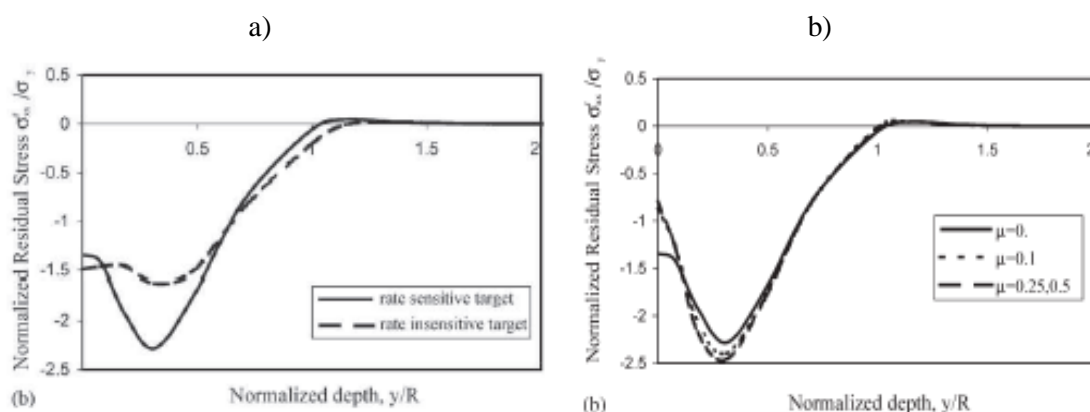 a)
b)
Normalized Residual Stress σ'xx /σ y
0.5
0
-0.5
-1
-1.5
-2
-2.5
0.5
1
1.5
2
rate sensitive target
rate insensitive target
(b)
Normalized depth, y/R
Normalized Residual Stress σ'xx /σ y
0.5
0
-0.5
-1
-1.5
-2
-2.5
0
0.5
1
1.5
2
μ=0.
μ=0.1
μ=0.25,0.5
(b)
Normalized depth, y/R